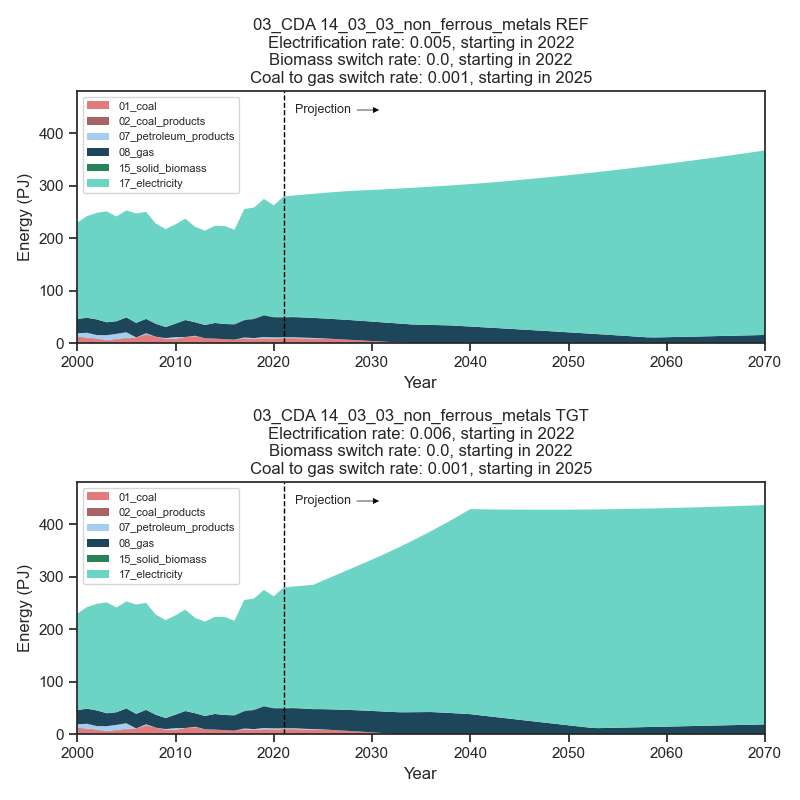 03_CDA 14_03_03_non_ferrous_metals REF
Electrification rate: 0.005, starting in 2022
Biomass switch rate: 0.0, starting in 2022
Coal to gas switch rate: 0.001, starting in 2025
01_coal
02_coal_products
07_petroleum_products
08_gas
15_solid_biomass
17_electricity
Projection
Energy (PJ)
400
300
200
100
0
2000 2010 2020 2030 2040 2050 2060 2070
Year
03_CDA 14_03_03_non_ferrous_metals TGT
Electrification rate: 0.006, starting in 2022
Biomass switch rate: 0.0, starting in 2022
Coal to gas switch rate: 0.001, starting in 2025
01_coal
02_coal_products
07_petroleum_products
08_gas
15_solid_biomass
17_electricity
Projection
Energy (PJ)
400
300
200
100
0
2000 2010 2020 2030 2040 2050 2060 2070
Year